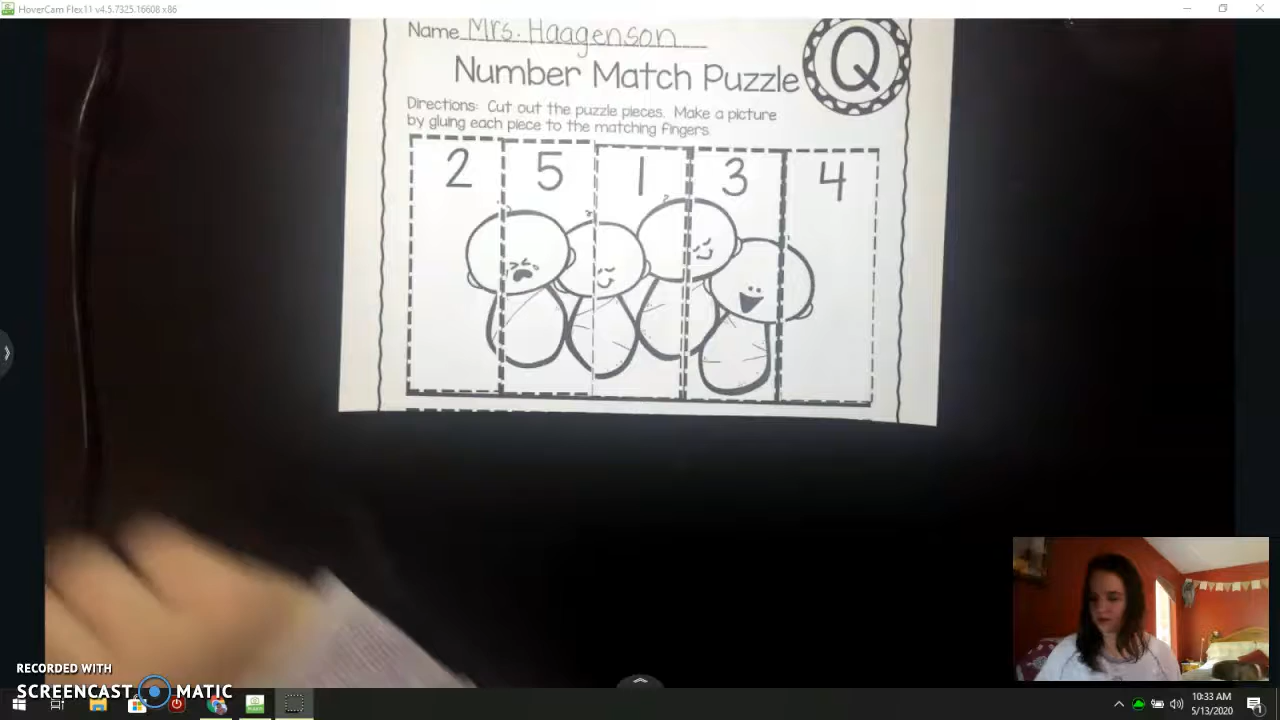 HoverCam Flex11 v4.5.7325.16608 x86
Name Mrs. Haagenson
Q
Number Match Puzzle
Directions: Cut out the puzzle pieces. Make a picture
by gluing each piece to the matching fingers
2 5 1 3 4
RECORDED WITH
SCREENCAST MATIC
10:33 AM
5/13/2020